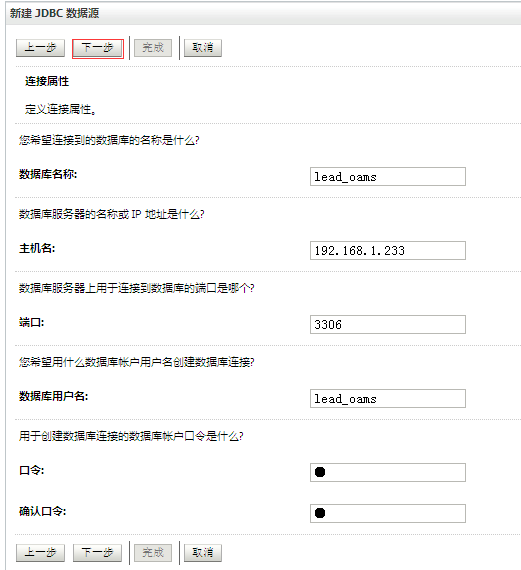 新建 JDBC 数据源
上一步 下一步 完成 取消
连接属性
定义连接属性。
您希望连接到的数据库的名称是什么?
数据库名称: lead_oams
数据库服务器的名称或 IP 地址是什么?
主机名: 192.168.1.233
数据库服务器上用于连接到数据库的端口是哪个?
端口: 3306
您希望用什么数据库帐户用户名创建数据库连接?
数据库用户名: lead_oams
用于创建数据库连接的数据库帐户口令是什么?
口令: ●
确认口令: ●
上一步 下一步 完成 取消